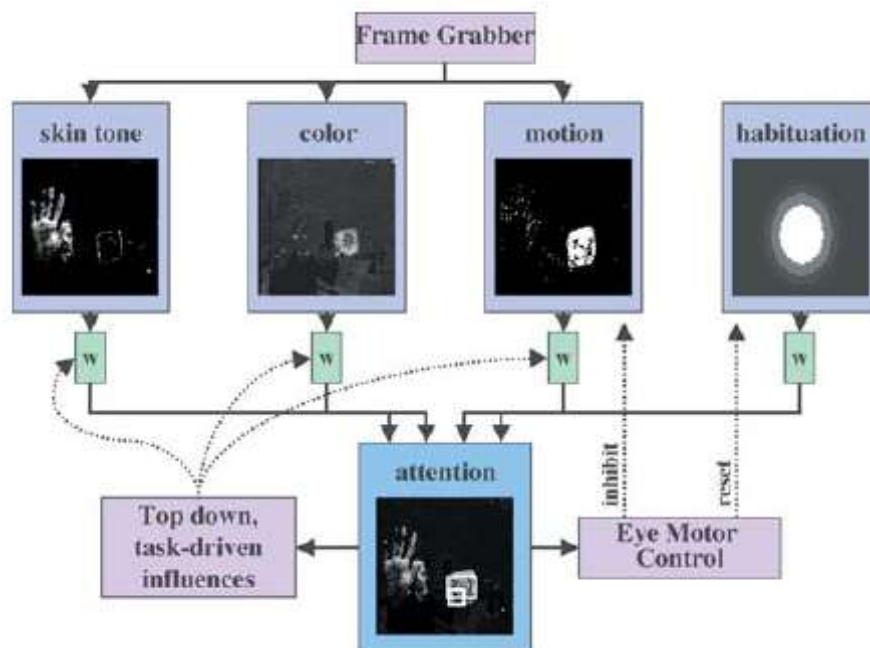 Frame Grabber
skin tone
color
motion
habituation
w
w
w
w
attention
inhibit
reset
Top down,
task-driven
influences
Eye Motor
Control